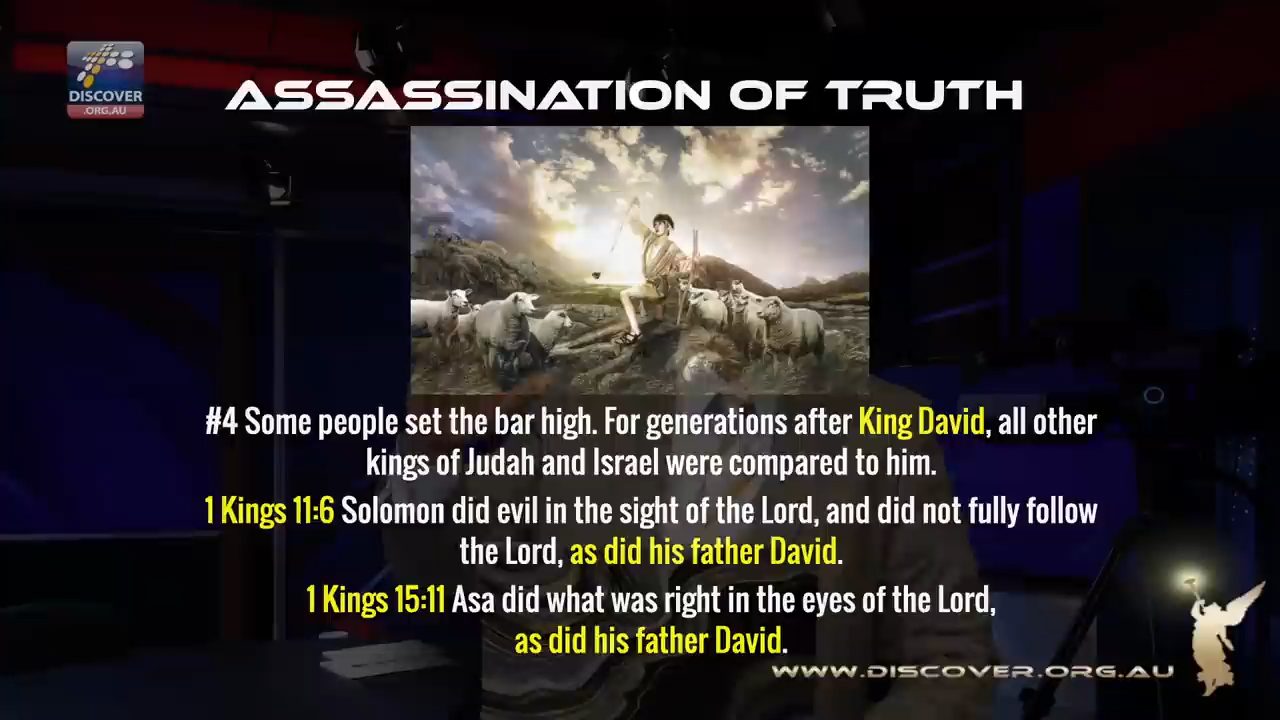 DISCOVER
.ORG.AU
ASSASSINATION OF TRUTH
#4 Some people set the bar high. For generations after King David, all other
kings of Judah and Israel were compared to him.
1 Kings 11:6 Solomon did evil in the sight of the Lord, and did not fully follow
the Lord, as did his father David.
1 Kings 15:11 Asa did what was right in the eyes of the Lord,
as did his father David.
WWW.DISCOVER.ORG.AU